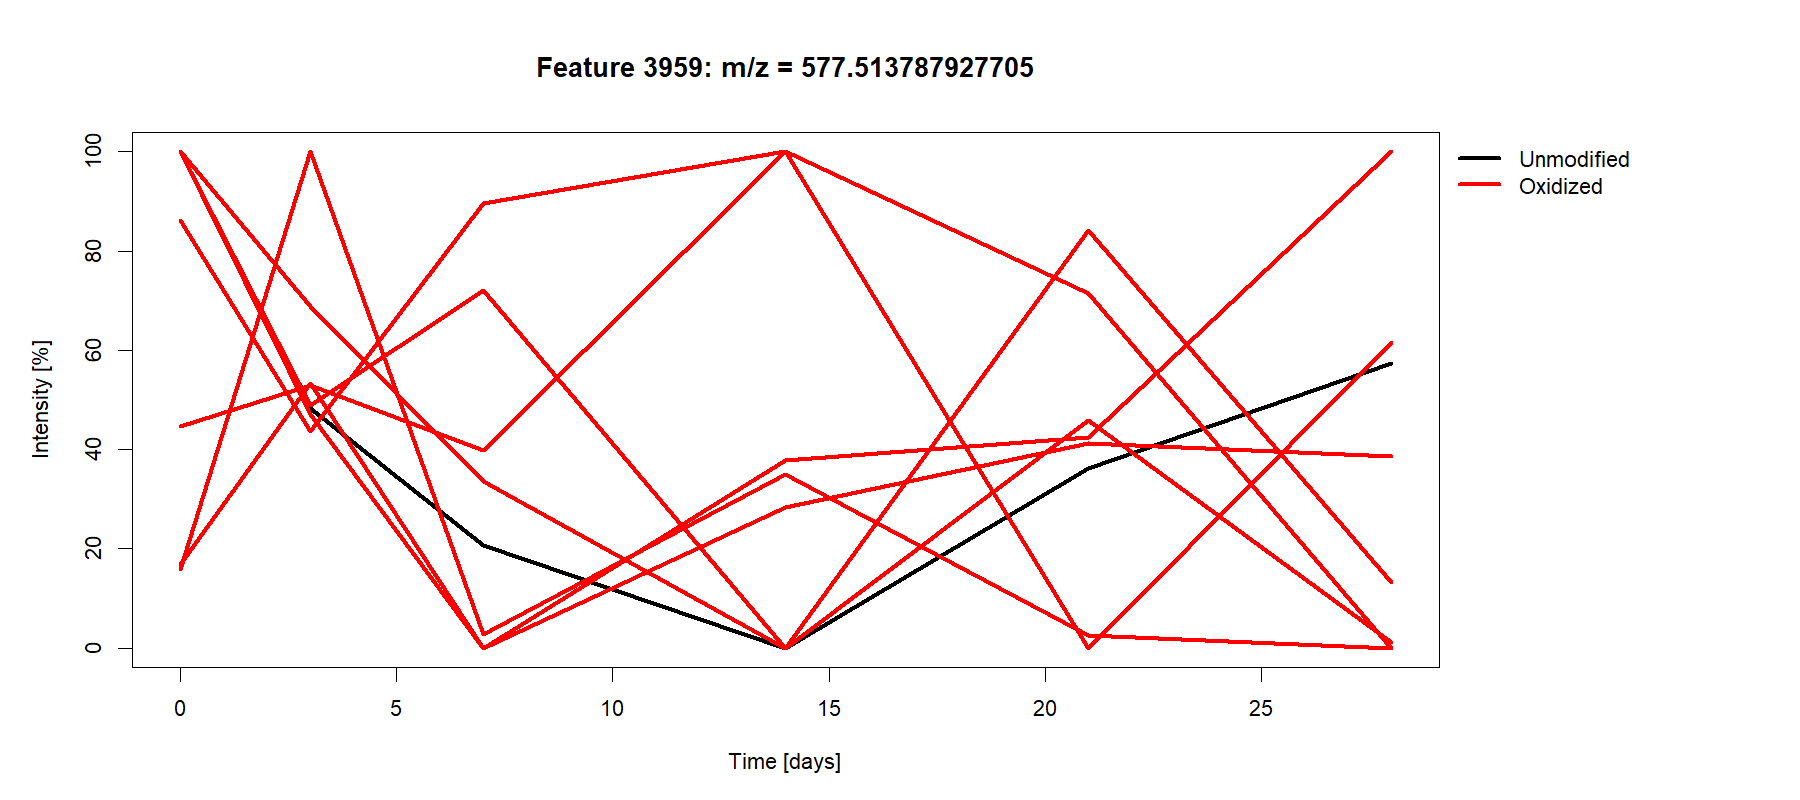 Feature 3959: m/z = 577.513787927705
Unmodified
Oxidized
Intensity [%]
100
80
60
40
20
0
0 5 10 15 20 25
Time [days]